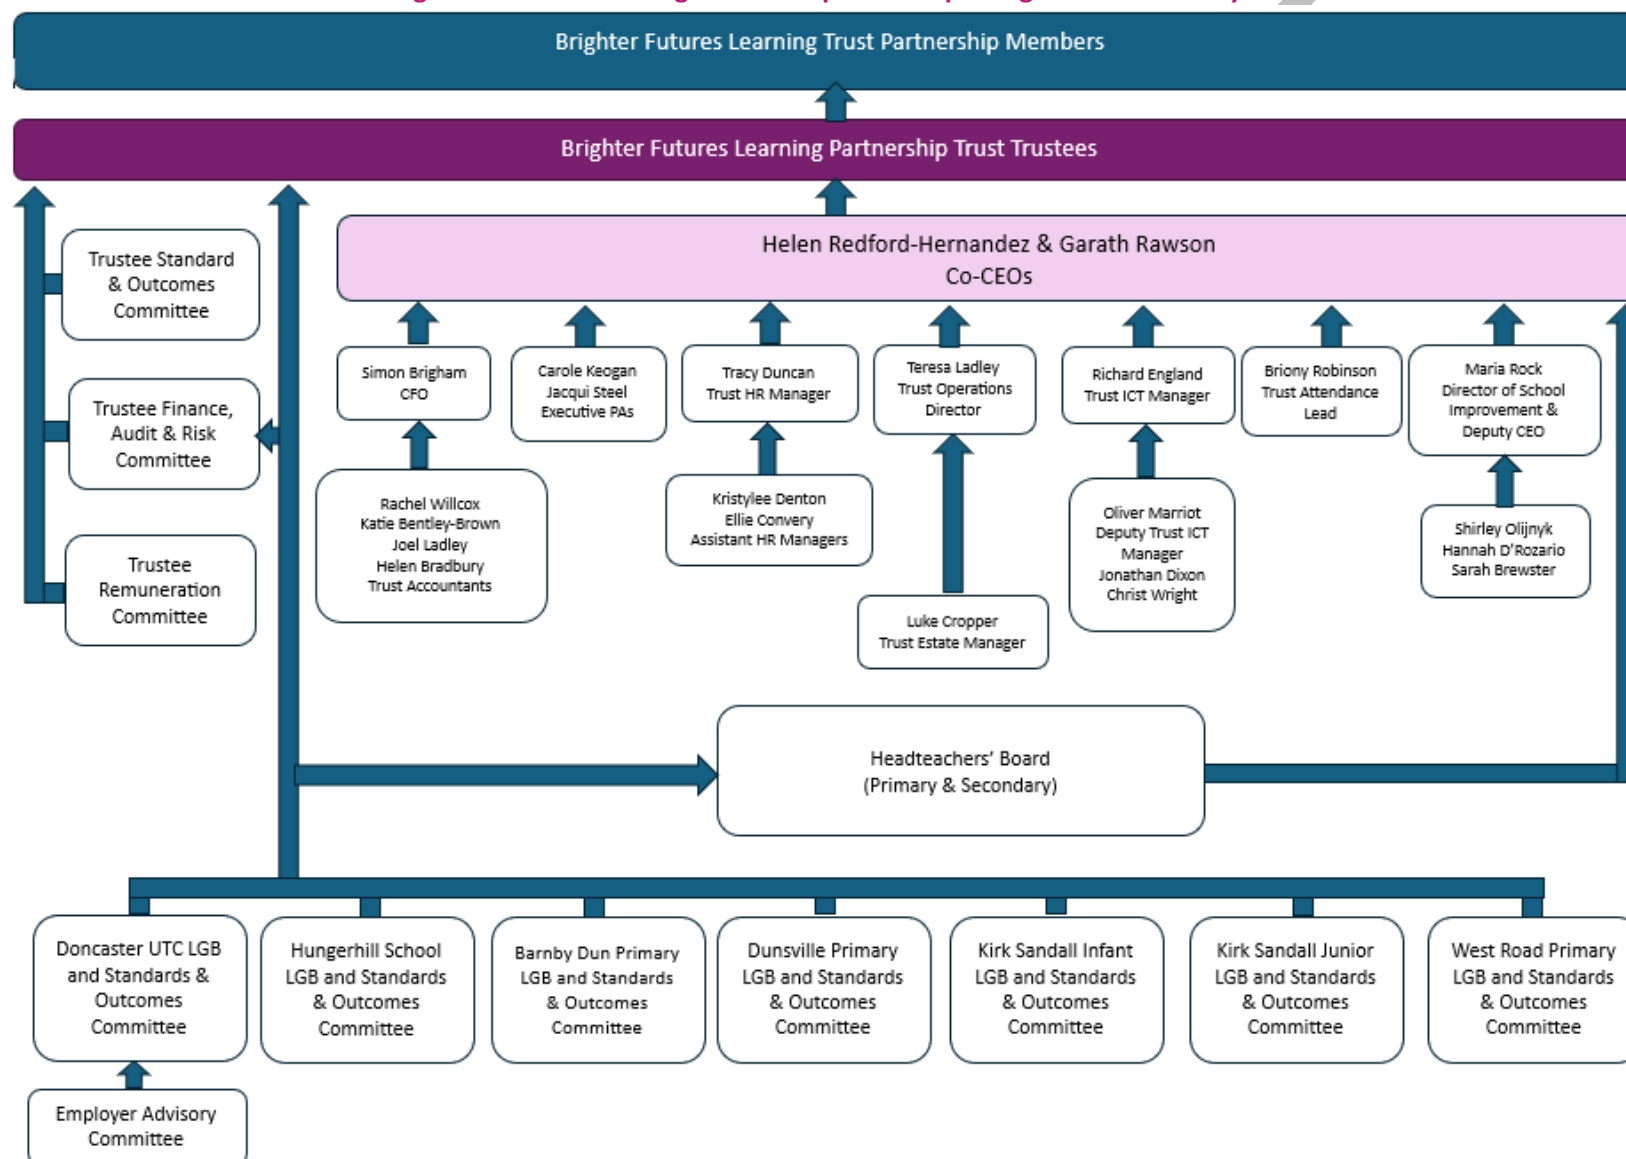 Brighter Futures Learning Trust Partnership Members
Brighter Futures Learning Partnership Trust Trustees
Helen Redford-Hernandez & Garath Rawson
Co-CEOs
Trustee Standard
& Outcomes
Committee
Trustee Finance,
Audit & Risk
Committee
Trustee
Remuneration
Committee
Simon Brigham
CFO
Carole Keogan
Jacqui Steel
Executive PAs
Tracy Duncan
Trust HR Manager
Teresa Ladley
Trust Operations
Director
Richard England
Trust ICT Manager
Briony Robinson
Trust Attendance
Lead
Maria Rock
Director of School
Improvement &
Deputy CEO
Rachel Willcox
Katie Bentley-Brown
Joel Ladley
Helen Bradbury
Trust Accountants
Kristylee Denton
Ellie Convery
Assistant HR Managers
Luke Cropper
Trust Estate Manager
Oliver Marriot
Deputy Trust ICT
Manager
Jonathan Dixon
Christ Wright
Shirley Olijnyk
Hannah D'Rozario
Sarah Brewster
Headteachers' Board
(Primary & Secondary)
Doncaster UTC LGB
and Standards &
Outcomes
Committee
Hungerhill School
LGB and Standards
& Outcomes
Committee
Barnby Dun Primary
LGB and Standards
& Outcomes
Committee
Dunsville Primary
LGB and Standards
& Outcomes
Committee
Kirk Sandall Infant
LGB and Standards
& Outcomes
Committee
Kirk Sandall Junior
LGB and Standards
& Outcomes
Committee
West Road Primary
LGB and Standards
& Outcomes
Committee
Employer Advisory
Committee